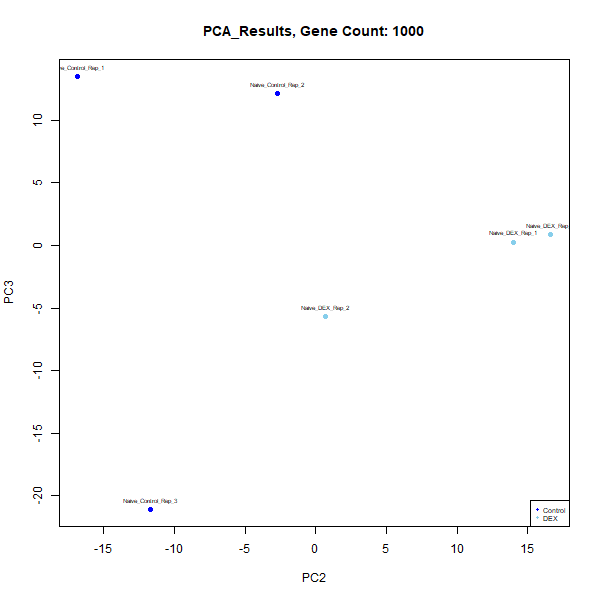 PCA_Results, Gene Count: 1000
ve_Control_Rep_1
Naive_Control_Rep_2
Naive_DEX_Rep
Naive_DEX_Rep_1
Naive_DEX_Rep_2
Naive_Control_Rep_3
PC3
10
5
0
-5
-10
-15
-20
-15
-10
-5
0
5
10
15
PC2
Control
DEX